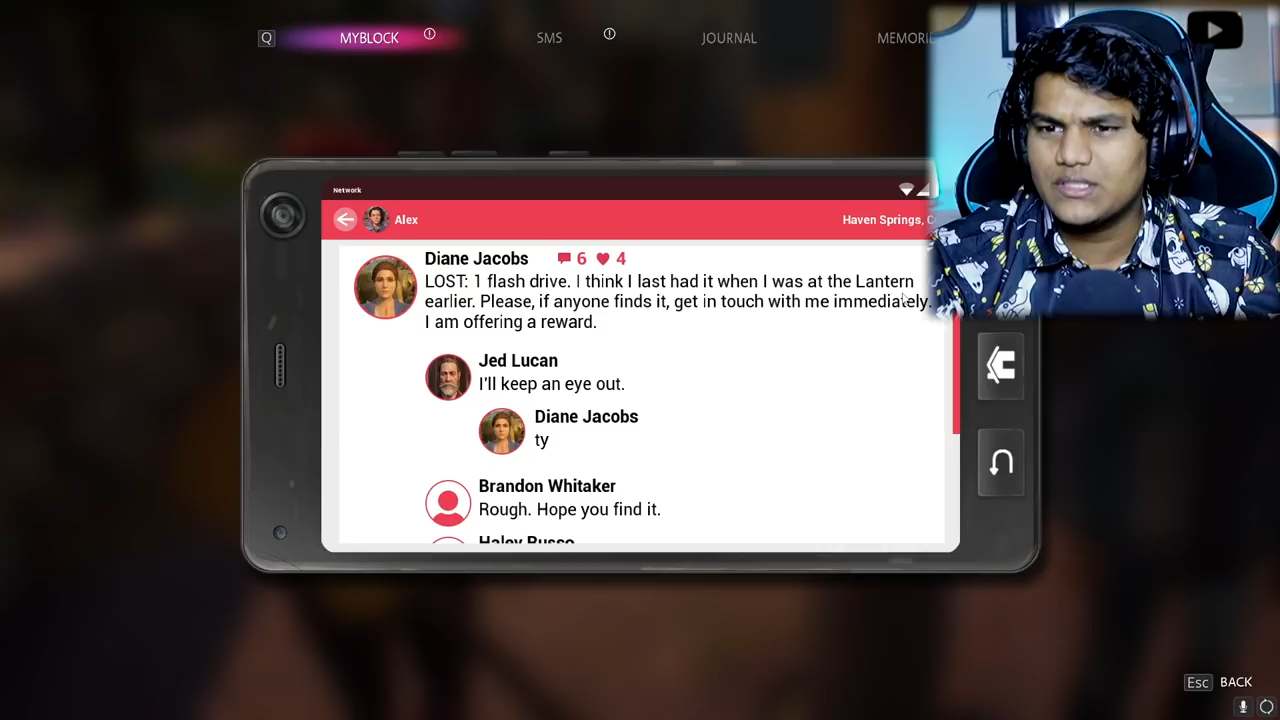 Q MYBLOCK SMS JOURNAL
Network
Alex Haven Springs,
Diane Jacobs 6 4
LOST: 1 flash drive. I think I last had it when I was at the Lantern
earlier. Please, if anyone finds it, get in touch with me immediately.
I am offering a reward.
Jed Lucan
I'll keep an eye out.
Diane Jacobs
ty
Brandon Whitaker
Rough. Hope you find it.
Haley Russo
Esc BACK